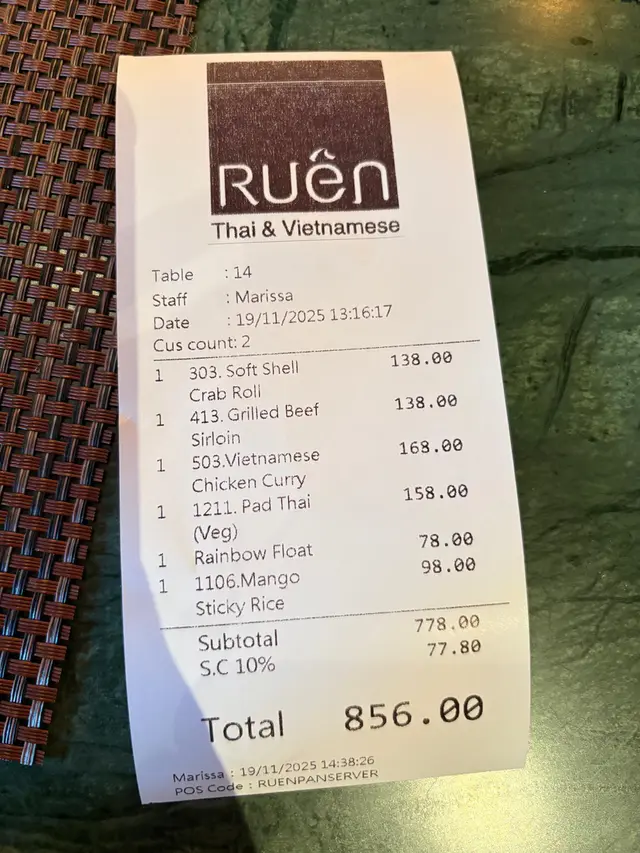 Ruên
Thai & Vietnamese
Table : 14
Staff : Marissa
Date : 19/11/2025 13:16:17
Cus count: 2
1 303. Soft Shell 138.00
Crab Roll
1 413. Grilled Beef 138.00
Sirloin
1 503.Vietnamese 168.00
Chicken Curry
1 1211. Pad Thai 158.00
(Veg)
1 Rainbow Float 78.00
1 1106.Mango 98.00
Sticky Rice
Subtotal 778.00
S.C 10% 77.80
Total 856.00
Marissa : 19/11/2025 14:38:26
POS Code : RUENPANSERVER